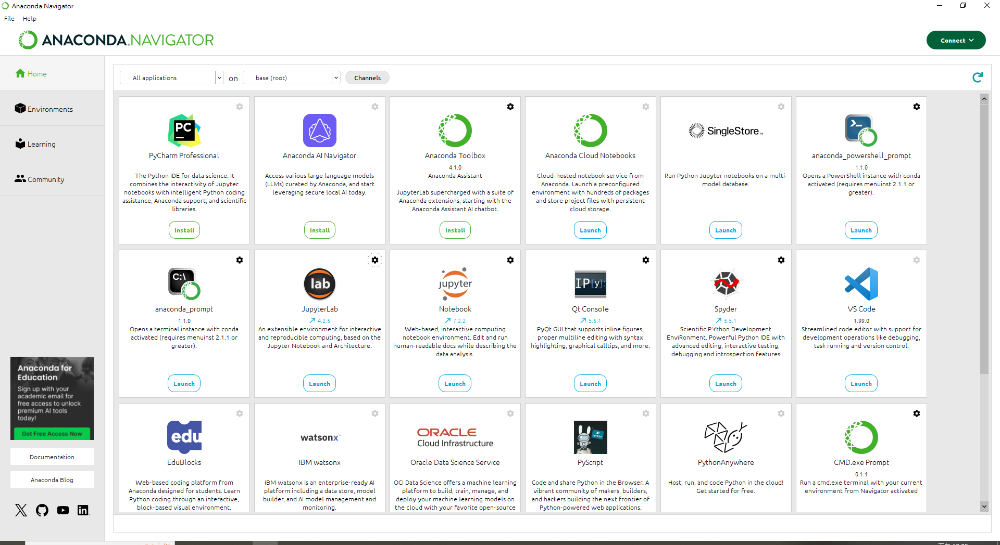 Anaconda Navigator
File Help
ANACONDA.NAVIGATOR
Connect
Home
Environments
Learning
Community
All applications on base (root) Channels
PC
PyCharm Professional
The Python IDE for data science. It
combines the interactivity of Jupyter
notebooks with intelligent Python coding
assistance, Anaconda support, and scientific
libraries.
Install
Anaconda AI Navigator
Access various large language models
(LLMs) curated by Anaconda, and start
leveraging secure local AI today.
Install
Anaconda Toolbox
4.1.0
Anaconda Assistant
JupyterLab supercharged with a suite of
Anaconda extensions, starting with the
Anaconda Assistant AI chatbot.
Install
Anaconda Cloud Notebooks
Cloud-hosted notebook service from
Anaconda. Launch a preconfigured
environment with hundreds of packages
and store project files with persistent
cloud storage.
Launch
SingleStore™
Run Python Jupyter notebooks on a multi-
model database.
Launch
anaconda_powershell_prompt
1.1.0
Opens a PowerShell instance with conda
activated (requires menuinst 2.1.1 or
greater).
Launch
C:\
anaconda_prompt
1.1.0
Opens a terminal instance with conda
activated (requires menuinst 2.1.1 or
greater).
Launch
lab
JupyterLab
4.2.5
An extensible environment for interactive
and reproducible computing, based on the
Jupyter Notebook and Architecture.
Launch
jupyter
Notebook
7.2.2
Web-based, interactive computing
notebook environment. Edit and run
human-readable docs while describing the
data analysis.
Launch
IP[y]:
Qt Console
5.5.1
PyQt GUI that supports inline figures,
proper multiline editing with syntax
highlighting, graphical calltips, and more.
Launch
Spyder
5.5.1
Scientific PYthon Development
EnviRonment. Powerful Python IDE with
advanced editing, interactive testing,
debugging and introspection features
Launch
VS Code
1.99.0
Streamlined code editor with support for
development operations like debugging,
task running and version control.
Launch
edu
EduBlocks
Web-based coding platform from
Anaconda designed for students. Learn
Python coding through an interactive,
block-based visual environment.
watsonx™
IBM watsonx
IBM watsonx is an enterprise-ready AI
platform including a data store, model
builder, and AI model management and
monitoring.
ORACLE
Cloud Infrastructure
Oracle Data Science Service
OCI Data Science offers a machine learning
platform to build, train, manage, and
deploy your machine learning models on
the cloud with your favorite open-source
pyscript
PyScript
Code and share Python in the Browser. A
vibrant community of makers, builders,
and hackers building the next frontier of
Python-powered web applications.
PythonAnywhere
Host, run, and code Python in the cloud!
Get started for free.
CMD.exe Prompt
0.1.1
Run a cmd.exe terminal with your current
environment from Navigator activated
Anaconda for
Education
Sign up with your
academic email for
free access to unlock
premium AI tools
today!
Get Free Access Now
Documentation
Anaconda Blog
in